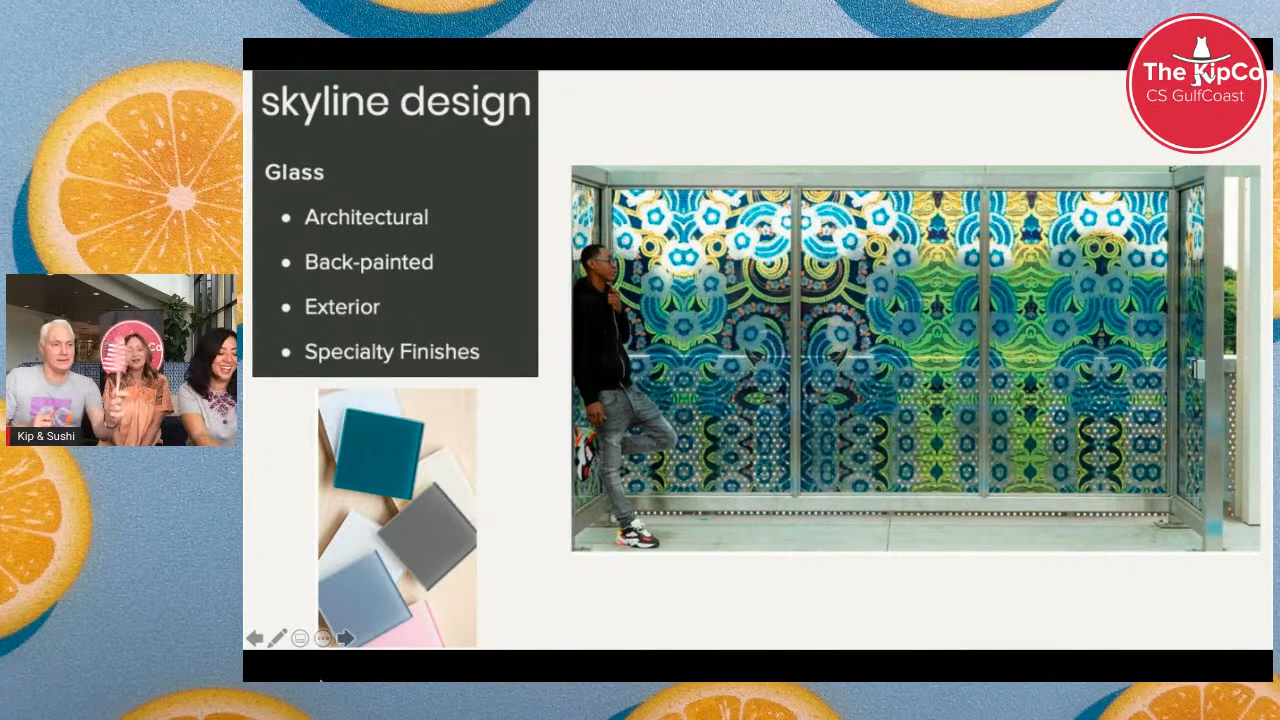 The KipCo
CS GulfCoast
skyline design
Glass
• Architectural
• Back-painted
• Exterior
• Specialty Finishes
Kip & Sushi